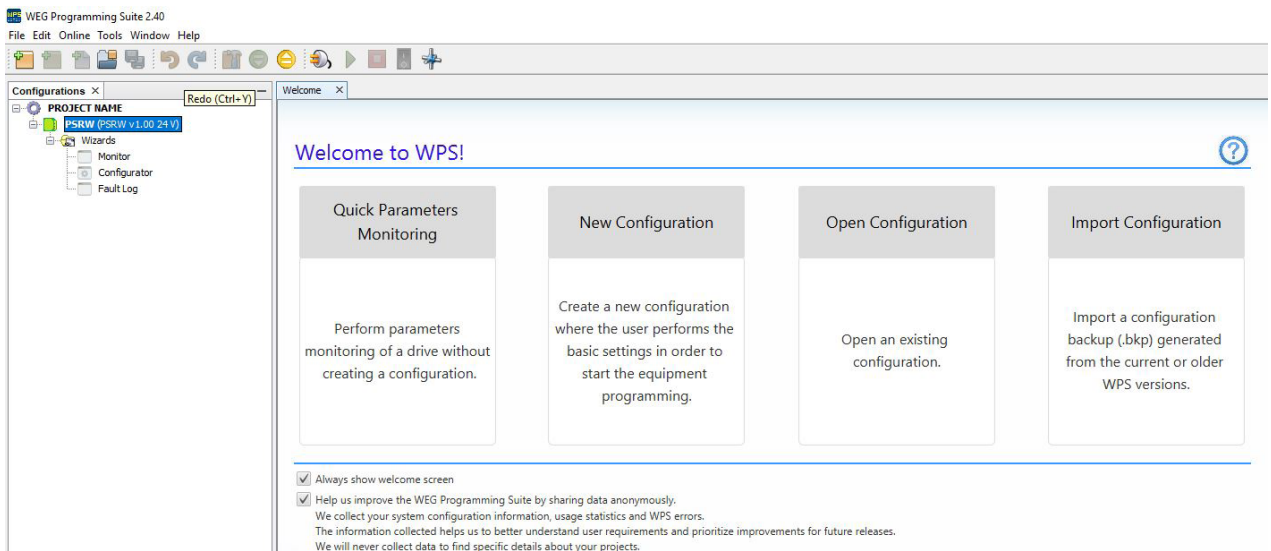 WPS
WEG Programming Suite 2.40
File Edit Online Tools Window Help
Configurations ×
Redo (Ctrl+Y)
PROJECT NAME
PSRW (PSRW v1.00 24 V)
Wizards
Monitor
Configurator
Fault Log
Welcome ×
Welcome to WPS!
?
Quick Parameters
Monitoring
Perform parameters
monitoring of a drive without
creating a configuration.
New Configuration
Create a new configuration
where the user performs the
basic settings in order to
start the equipment
programming.
Open Configuration
Open an existing
configuration.
Import Configuration
Import a configuration
backup (.bkp) generated
from the current or older
WPS versions.
Always show welcome screen
Help us improve the WEG Programming Suite by sharing data anonymously.
We collect your system configuration information, usage statistics and WPS errors.
The information collected helps us to better understand user requirements and prioritize improvements for future releases.
We will never collect data to find specific details about your projects.